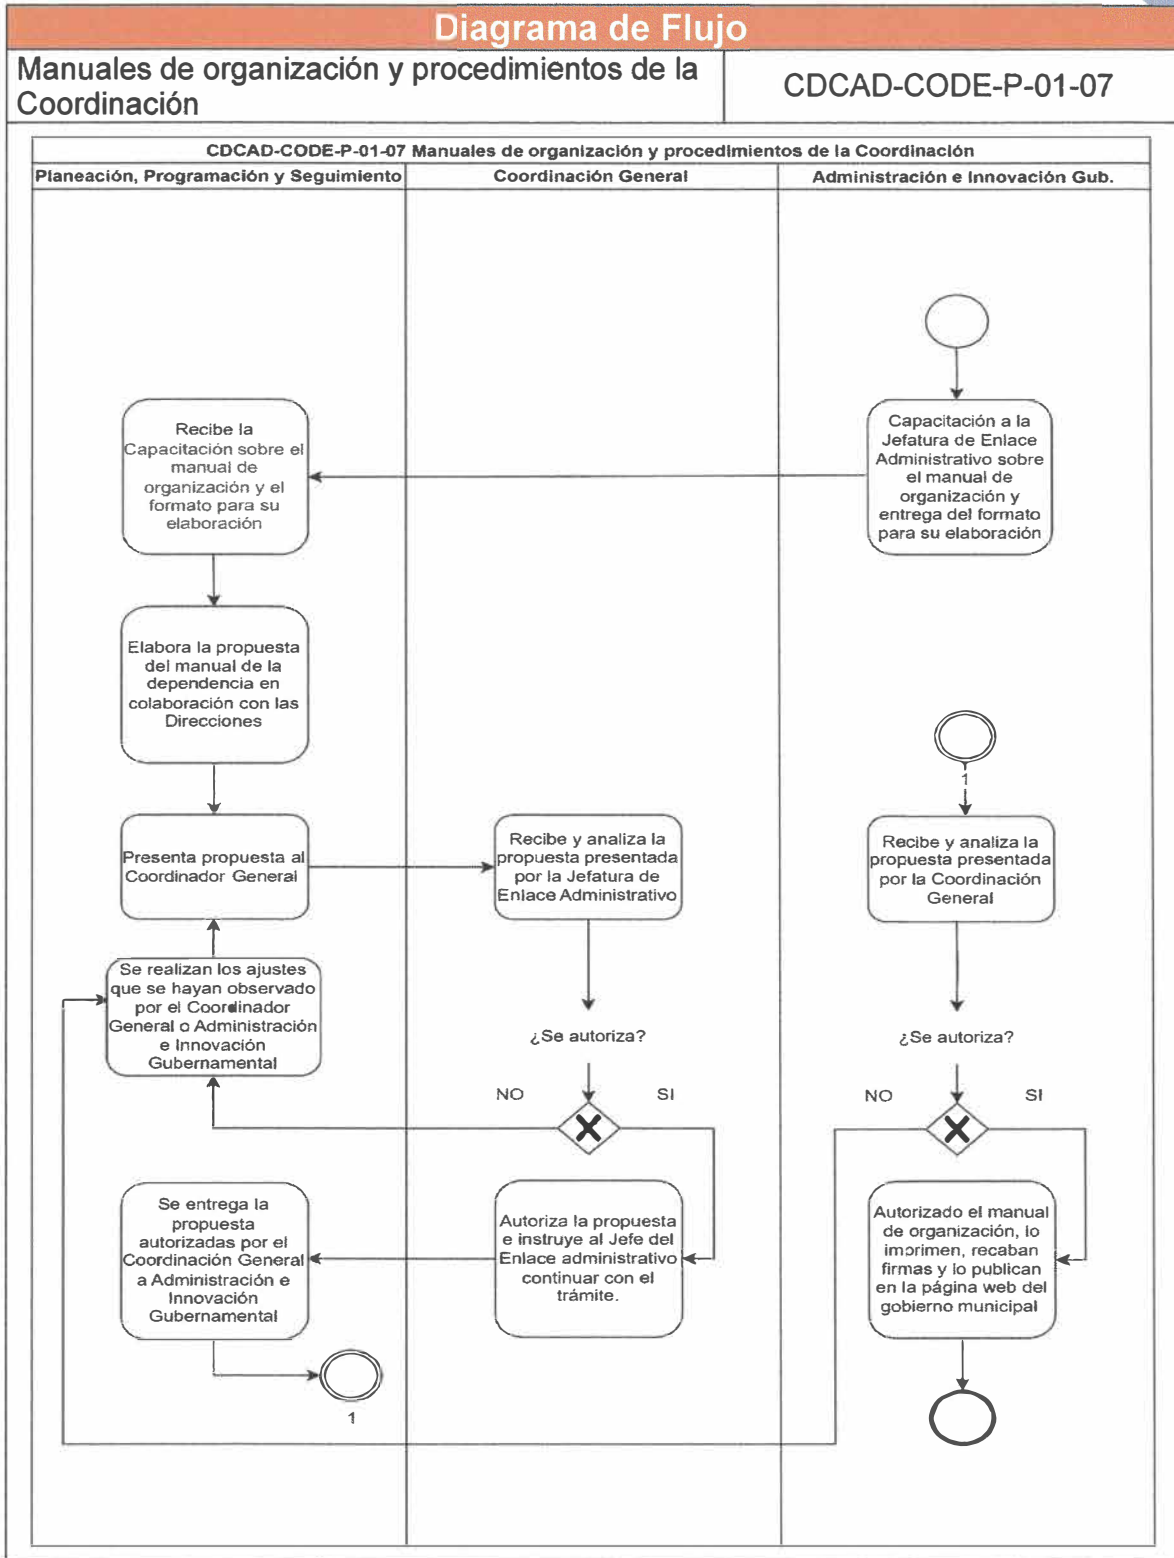 Diagrama de Flujo
Manuales de organización y procedimientos de la
Coordinación
CDCAD-CODE-P-01-07
CDCAD-CODE-P-01-07 Manuales de organización y procedimientos de la Coordinación
Planeación, Programación y Seguimiento
Coordinación General
Administración e Innovación Gub.
Capacitación a la
Jefatura de Enlace
Administrativo sobre
el manual de
organización y
entrega del formato
para su elaboración
Recibe la
Capacitación sobre el
manual de
organización y el
formato para su
elaboración
Elabora la propuesta
del manual de la
dependencia en
colaboración con las
Direcciones
Presenta propuesta al
Coordinador General
Recibe y analiza la
propuesta presentada
por la Jefatura de
Enlace Administrativo
1
Recibe y analiza la
propuesta presentada
por la Coordinación
General
Se realizan los ajustes
que se hayan observado
por el Coordinador
General o Administración
e Innovación
Gubernamental
¿Se autoriza?
NO
SI
¿Se autoriza?
NO
SI
Se entrega la
propuesta
autorizadas por el
Coordinación General
a Administración e
Innovación
Gubernamental
Autoriza la propuesta
e instruye al Jefe del
Enlace administrativo
continuar con el
trámite.
Autorizado el manual
de organización, lo
imprimen, recaban
firmas y lo publican
en la página web del
gobierno municipal
1